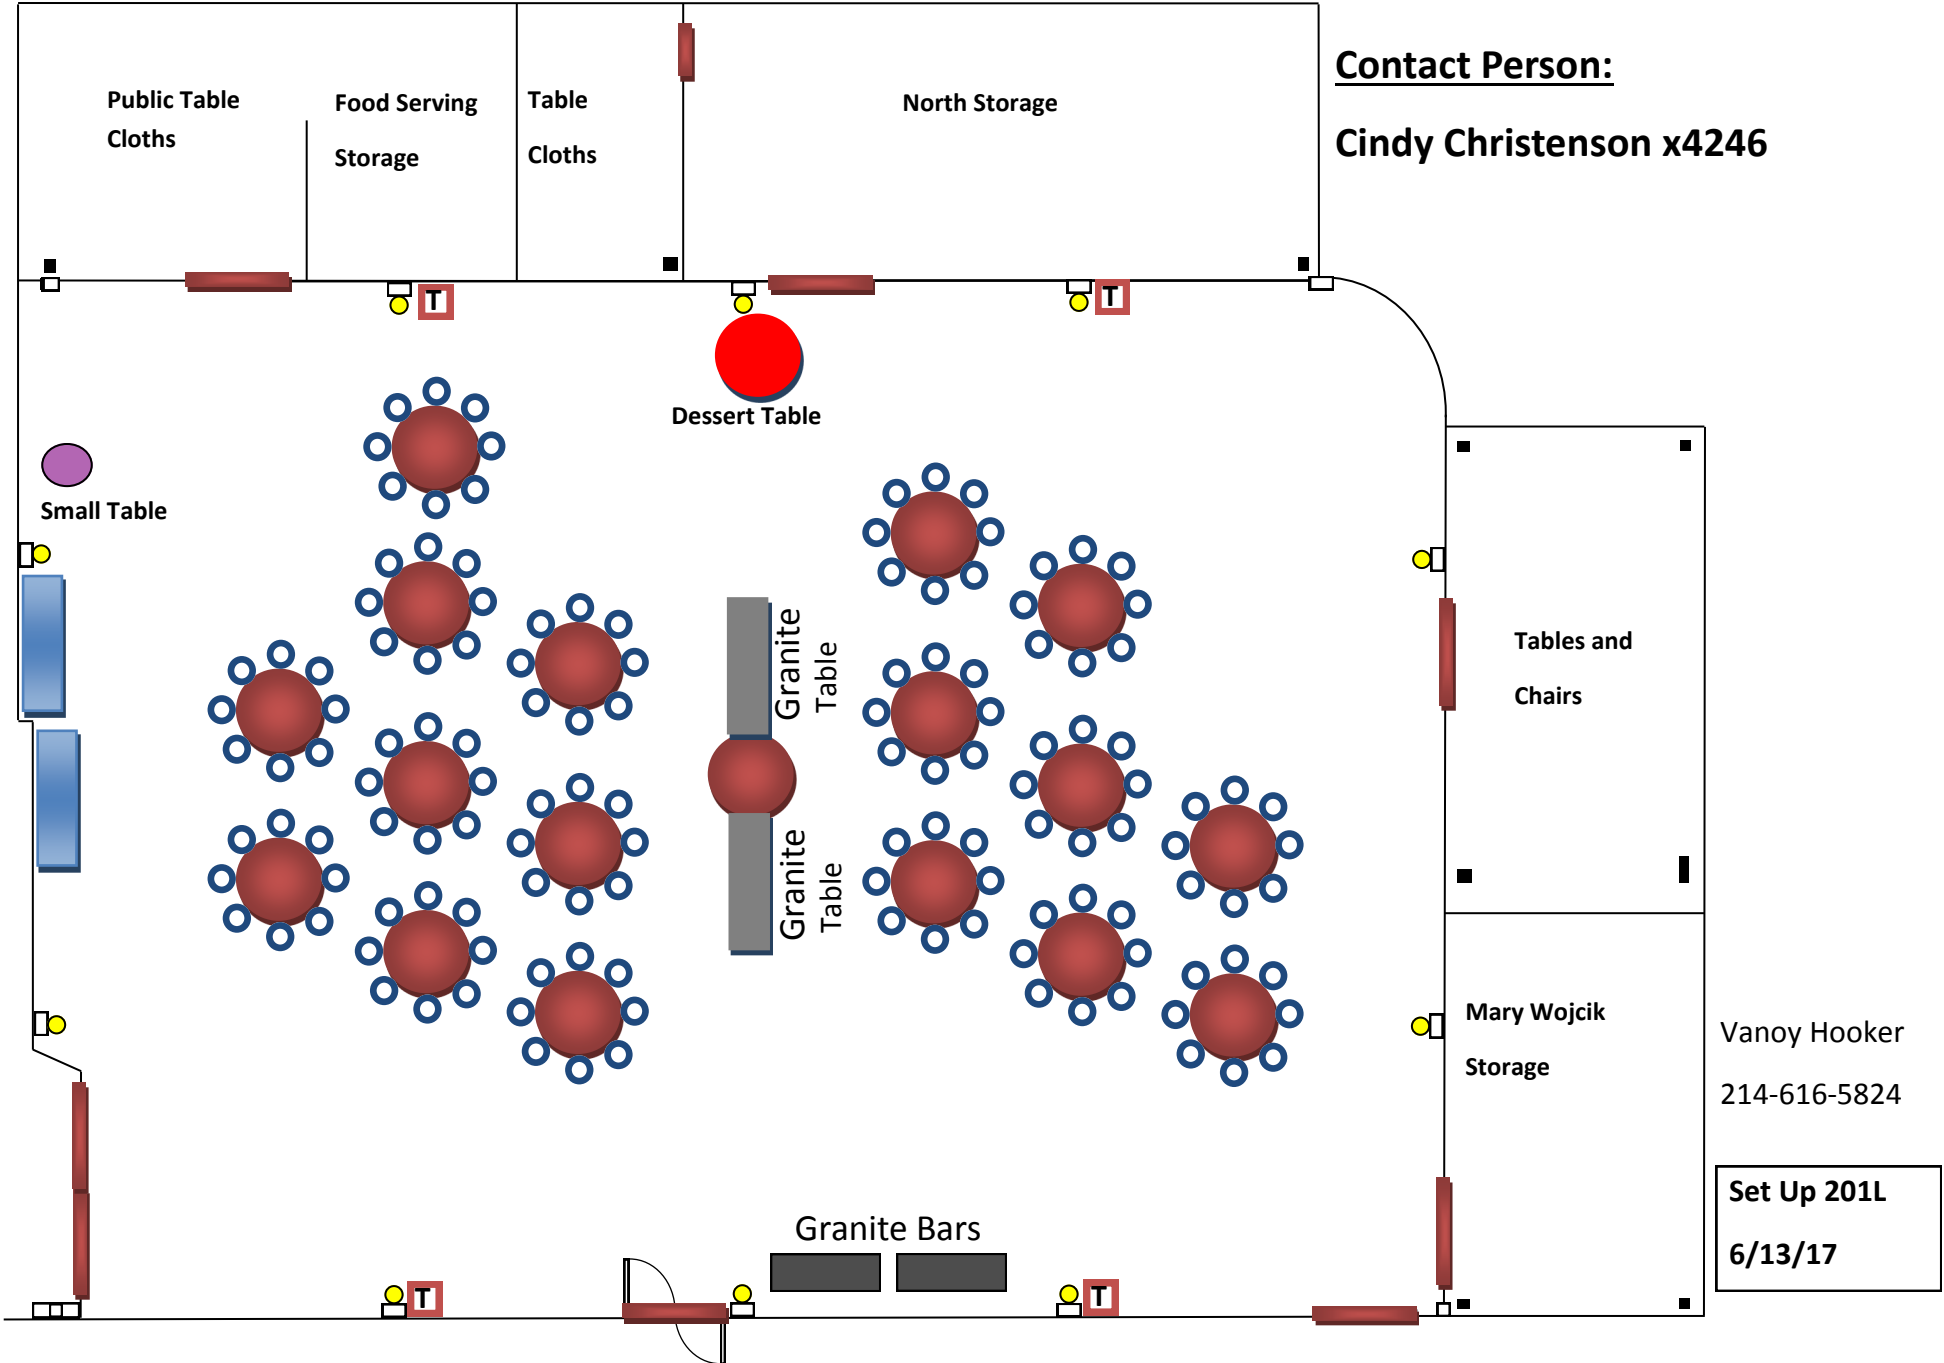 Public Table
Cloths
Food Serving
Storage
Table
Cloths
North Storage
Contact Person:
Cindy Christenson x4246
T
T
Dessert Table
Small Table
Granite
Table
Granite
Table
Tables and
Chairs
Mary Wojcik
Storage
Vanoy Hooker
214-616-5824
Set Up 201L
6/13/17
Granite Bars
T
T